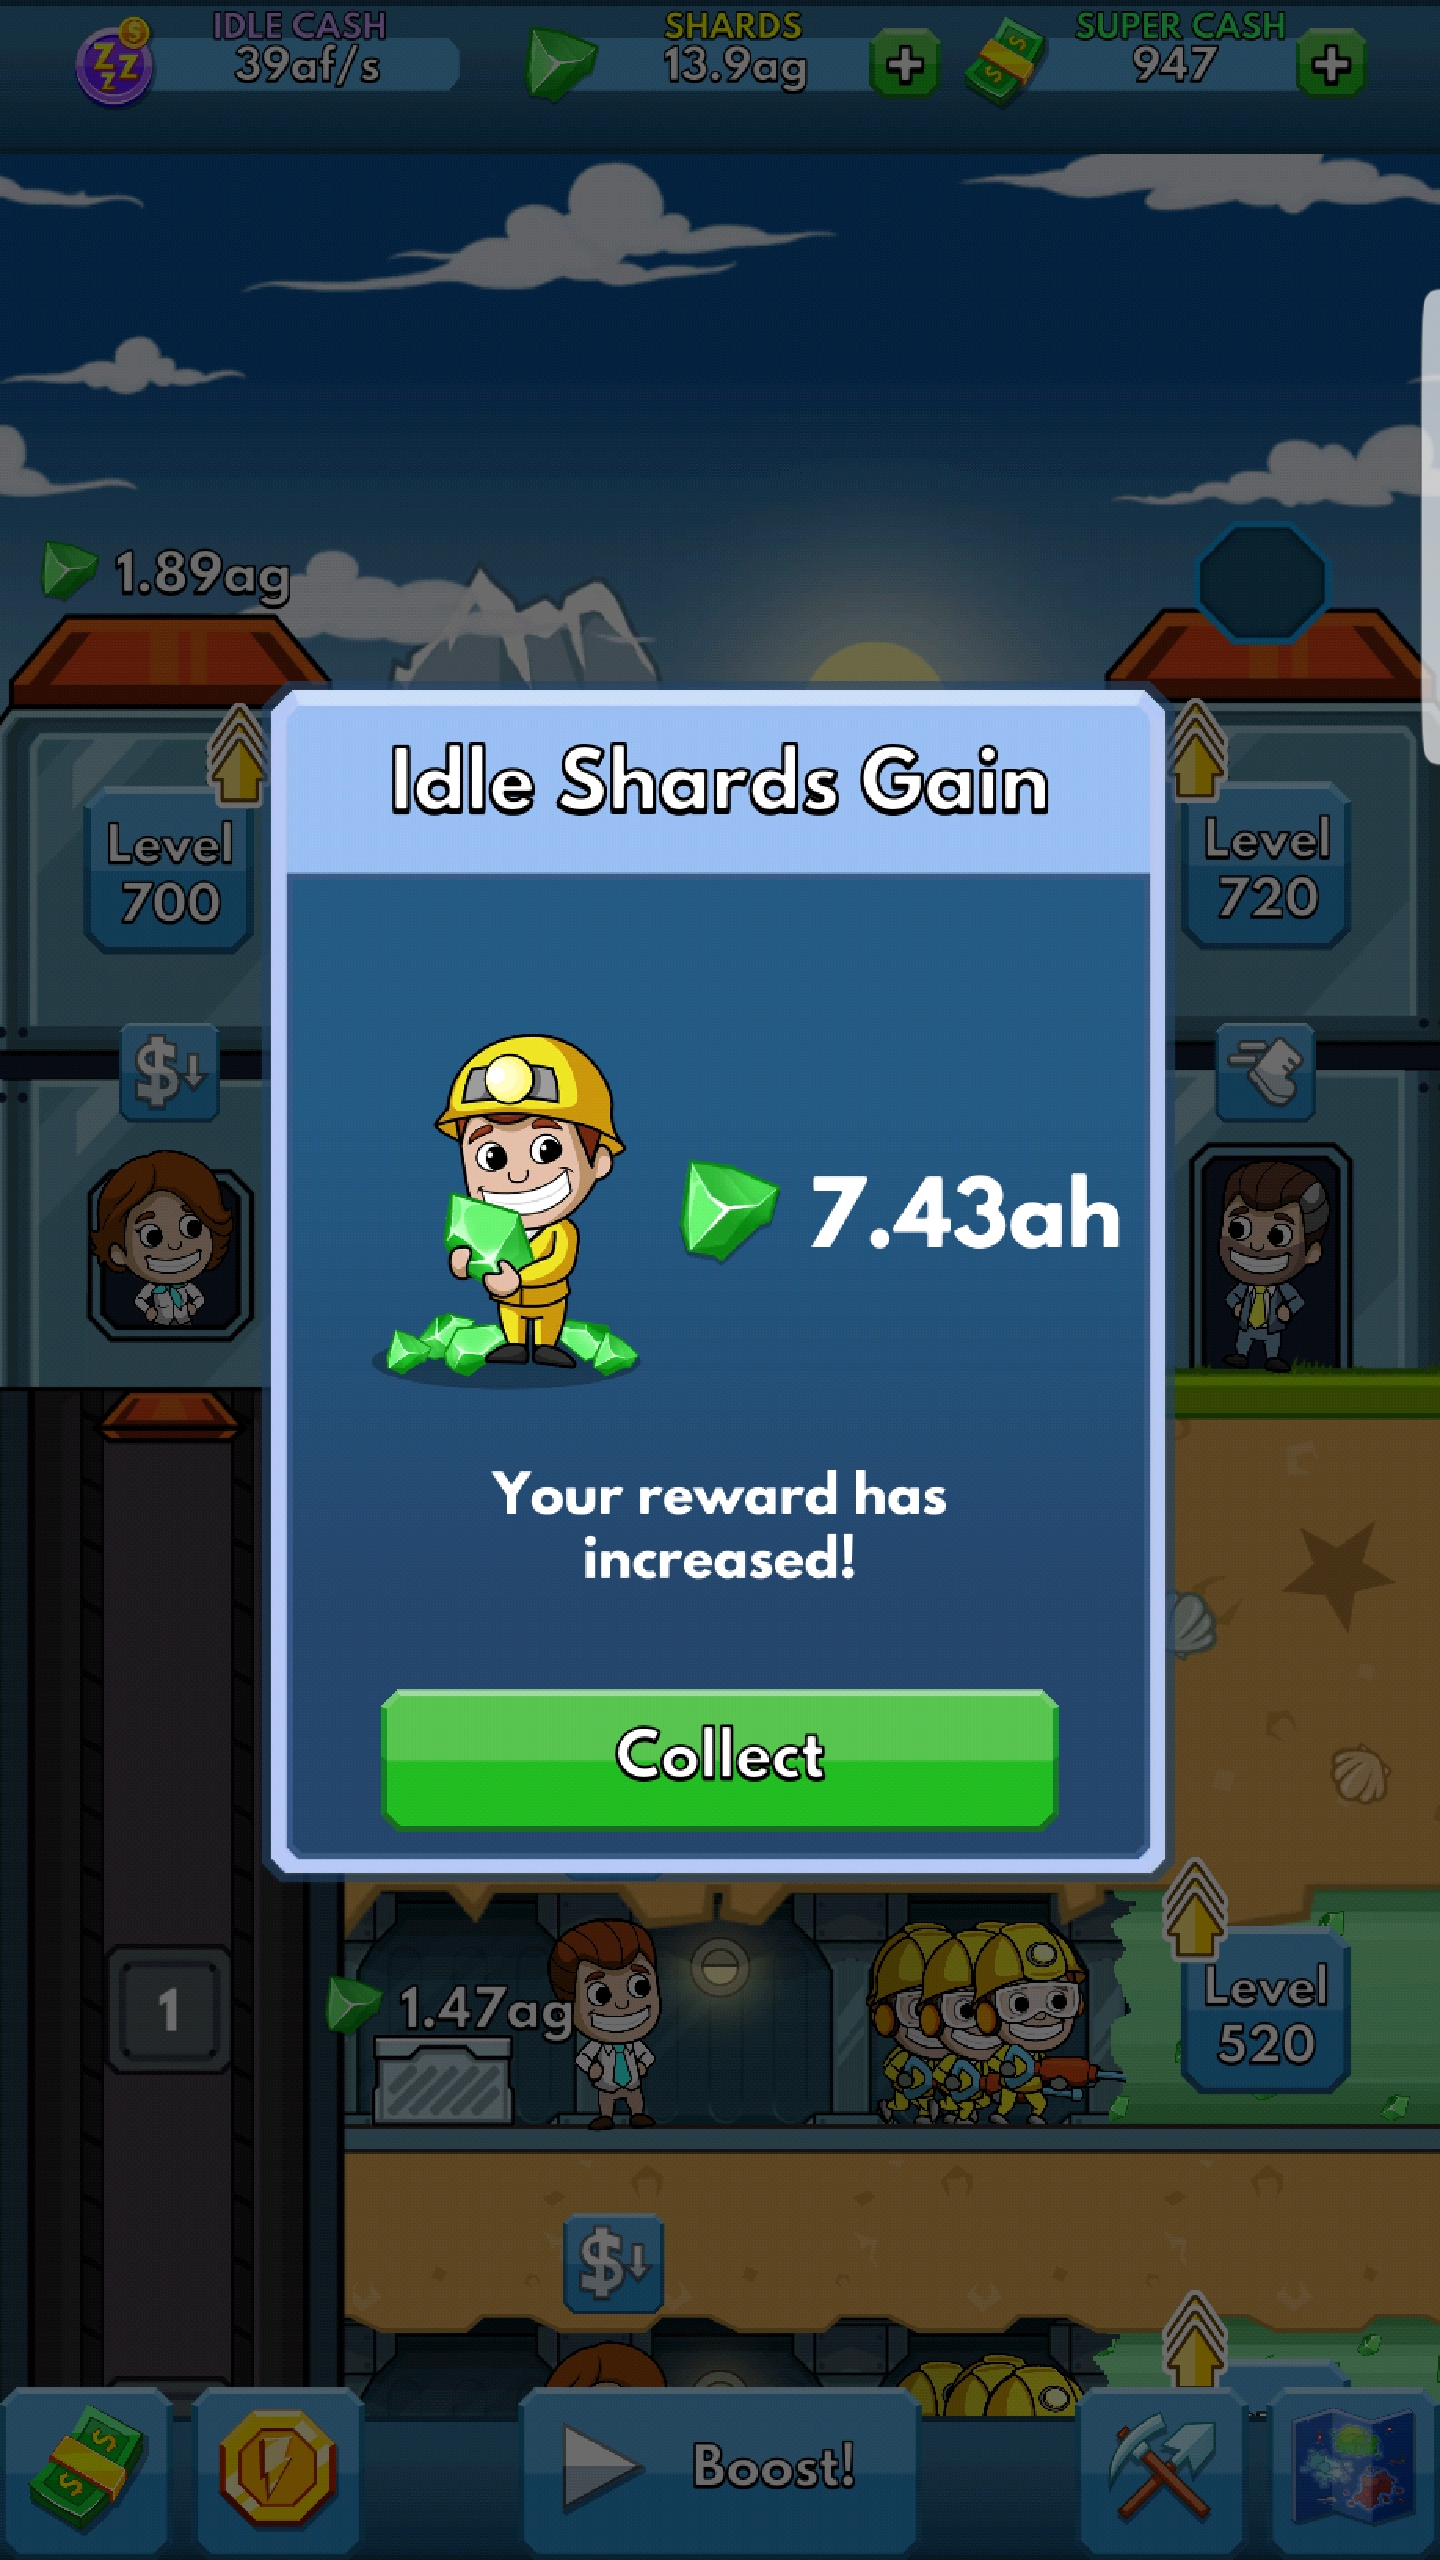 IDLE CASH
39af/s
SHARDS
13.9ag
SUPER CASH
947
1.89ag
Idle Shards Gain
Level
700
Level
720
7.43ah
Your reward has
increased!
Collect
1
1.47ag
Level
520
Boost!